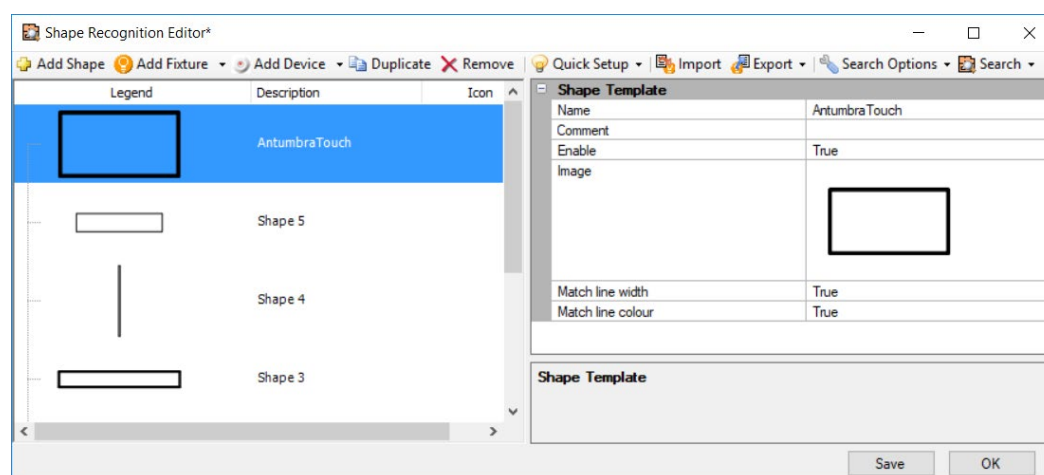 Shape Recognition Editor*
Add Shape Add Fixture Add Device Duplicate Remove Quick Setup Import Export Search Options Search
Legend Description Icon
AntumbraTouch
Shape 5
Shape 4
Shape 3
Shape Template
Name AntumbraTouch
Comment
Enable True
Image
Match line width True
Match line colour True
Shape Template
Save OK